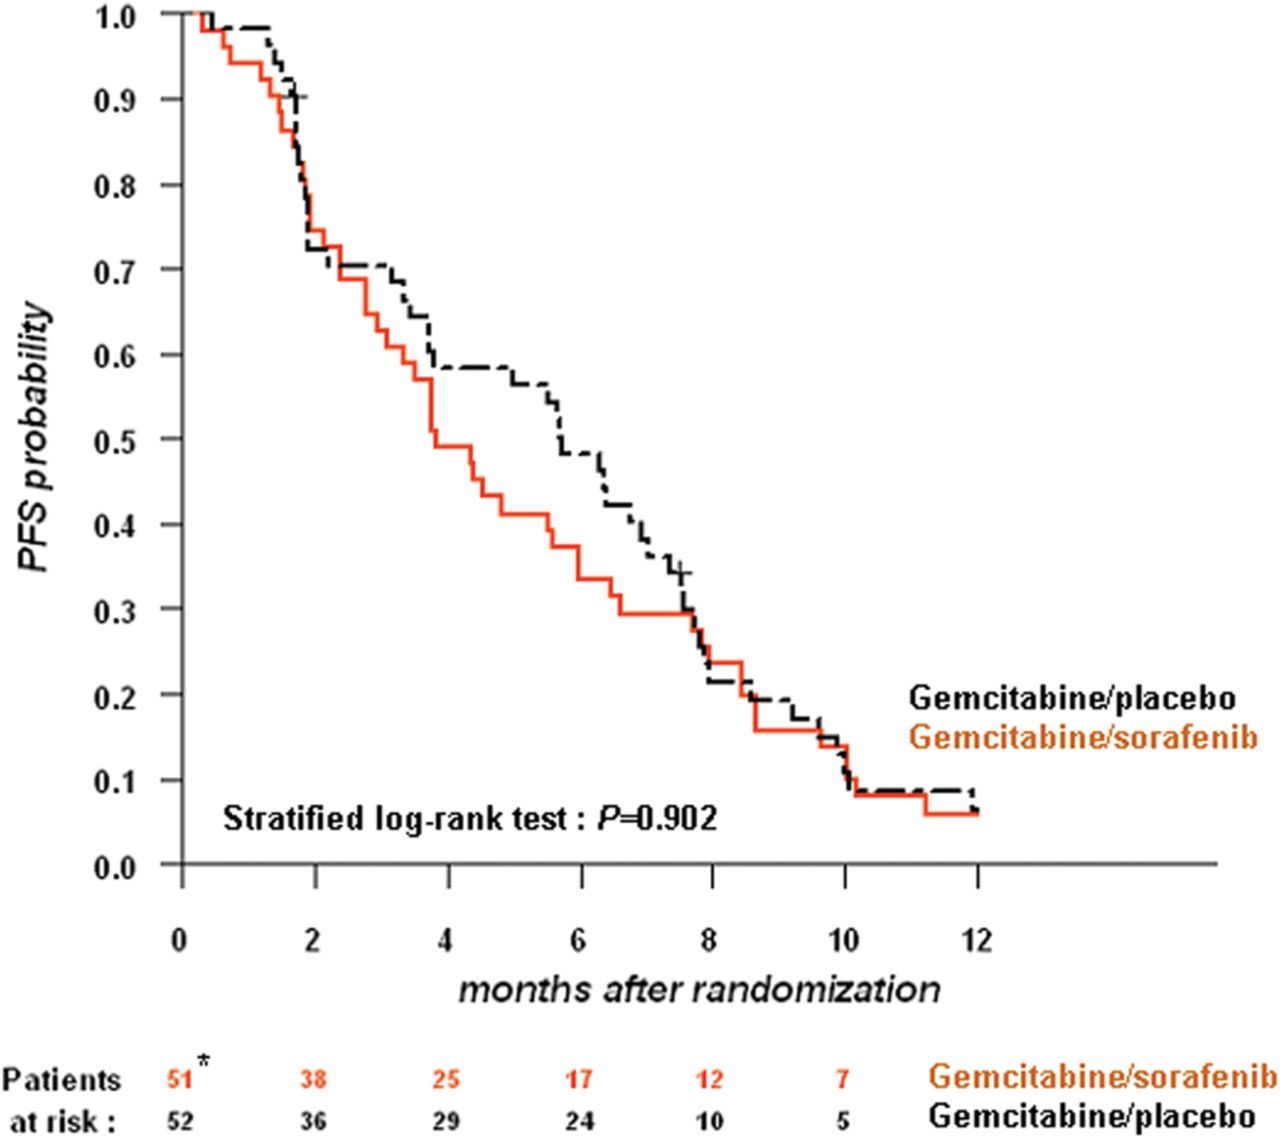 1.0
0.9
0.8
0.7
0.6
0.5
0.4
0.3
0.2
0.1
0.0
PFS probability
Gemcitabine/placebo
Gemcitabine/sorafenib
Stratified log-rank test : P=0.902
0 2 4 6 8 10 12
months after randomization
Patients 51* 38 25 17 12 7 Gemcitabine/sorafenib
at risk : 52 36 29 24 10 5 Gemcitabine/placebo